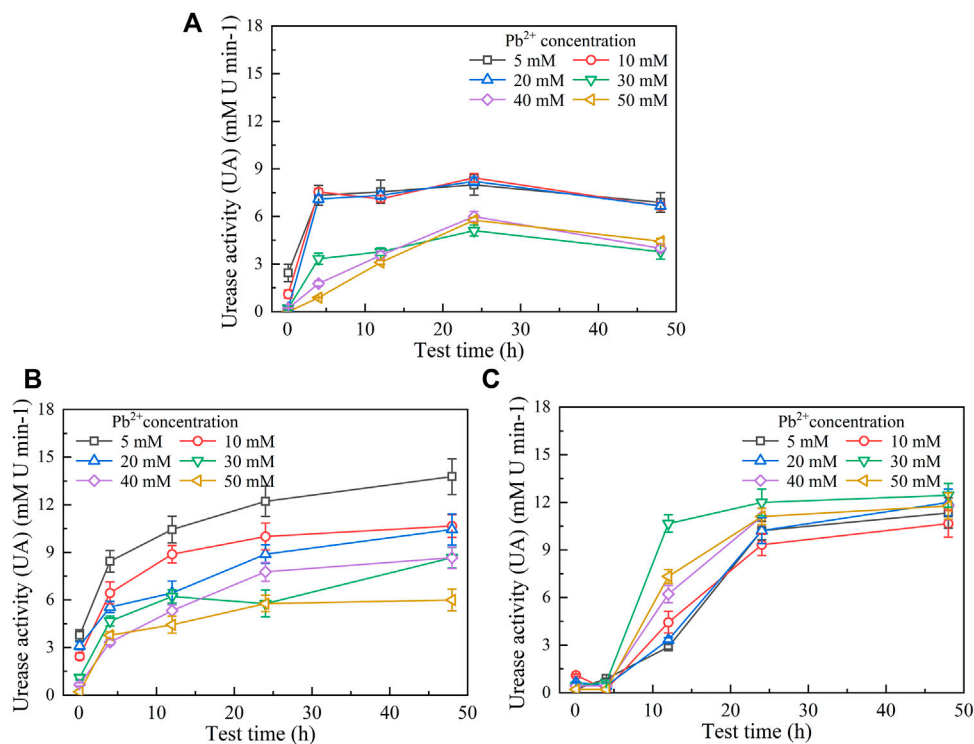 A
Urease activity (UA) (mM U min-1)
18
15
12
9
6
3
0
Pb²⁺ concentration
5 mM 10 mM
20 mM 30 mM
40 mM 50 mM
0 10 20 30 40 50
Test time (h)
B
Urease activity (UA) (mM U min-1)
18
15
12
9
6
3
0
Pb²⁺concentration
5 mM 10 mM
20 mM 30 mM
40 mM 50 mM
0 10 20 30 40 50
Test time (h)
C
Urease activity (UA) (mM U min-1)
18
15
12
9
6
3
0
Pb²⁺concentration
5 mM 10 mM
20 mM 30 mM
40 mM 50 mM
0 10 20 30 40 50
Test time (h)